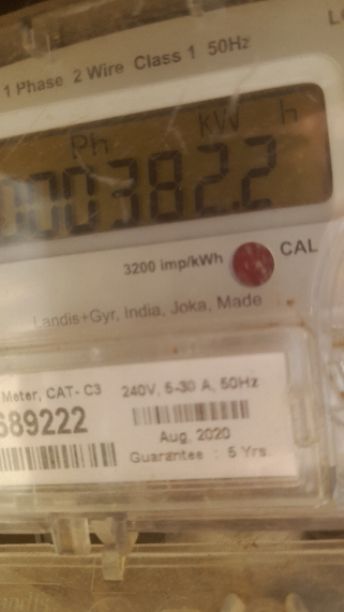 1 Phase 2 Wire Class 1 50Hz
Ph KW h
000382.2
3200 imp/kWh CAL
Landis+Gyr, India, Joka, Made
Meter, CAT- C3 240V, 5-30 A, 50Hz
689222
Aug, 2020
Guarantee : 5 Yrs.